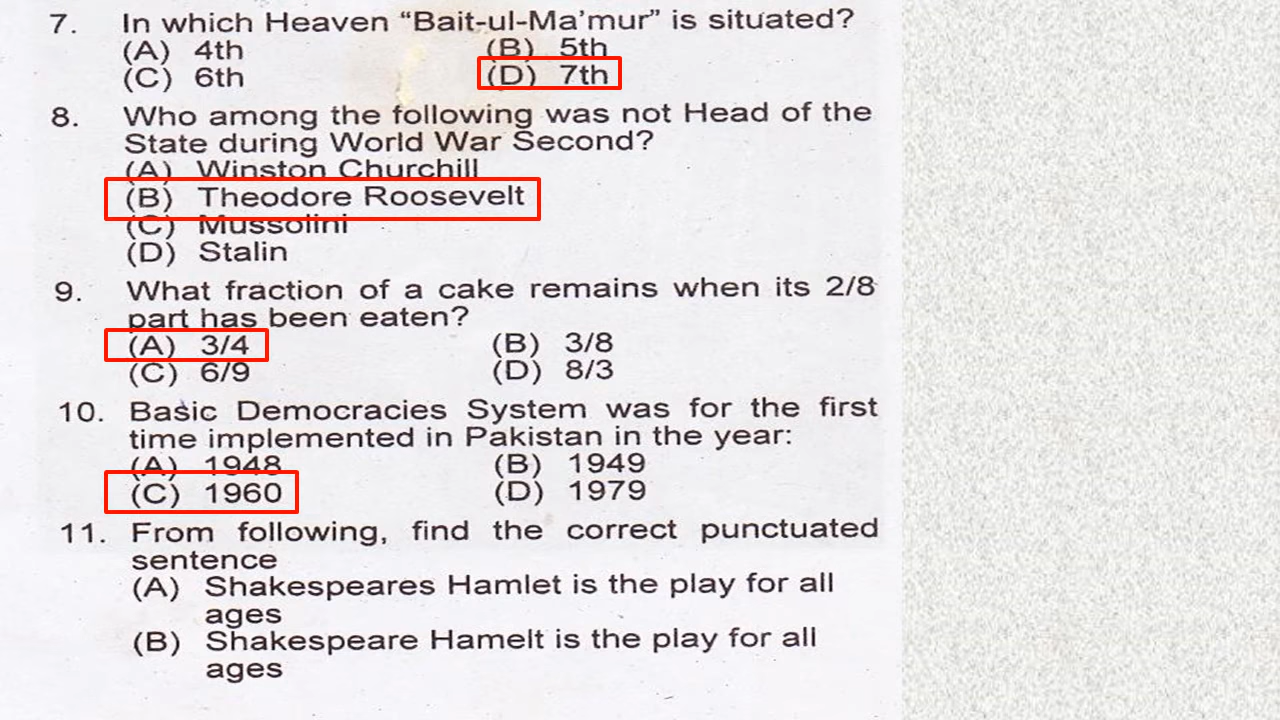 7. In which Heaven “Bait-ul-Ma’mur” is situated?
(A) 4th (B) 5th
(C) 6th (D) 7th
8. Who among the following was not Head of the
State during World War Second?
(A) Winston Churchill
(B) Theodore Roosevelt
(C) Mussolini
(D) Stalin
9. What fraction of a cake remains when its 2/8
part has been eaten?
(A) 3/4 (B) 3/8
(C) 6/9 (D) 8/3
10. Basic Democracies System was for the first
time implemented in Pakistan in the year:
(A) 1948 (B) 1949
(C) 1960 (D) 1979
11. From following, find the correct punctuated
sentence
(A) Shakespeares Hamlet is the play for all
ages
(B) Shakespeare Hamelt is the play for all
ages